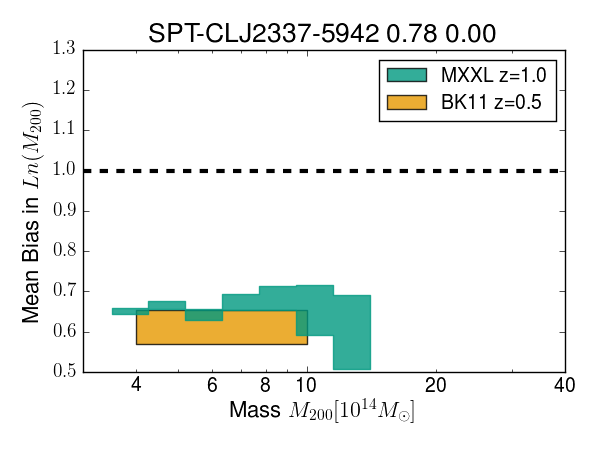 SPT-CLJ2337-5942 0.78 0.00
1.3
1.2
1.1
1.0
0.9
0.8
0.7
0.6
0.5
Mean Bias in Ln(M₂₀₀)
MXXL z=1.0
BK11 z=0.5
4 6 8 10 20 40
Mass M₂₀₀[10¹⁴M☉]